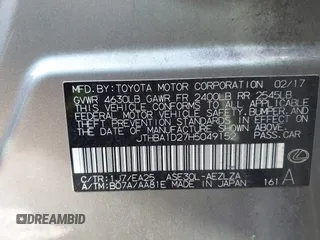 MFD. BY:TOYOTA MOTOR CORPORATION 02/17
GVWR 4630LB GAWR FR 2400LB RR 2545LB
THIS VEHICLE CONFORMS TO ALL APPLICABLE
FEDERAL MOTOR VEHICLE SAFETY, BUMPER, AND
THEFT PREVENTION STANDARDS IN EFFECT ON
THE DATE OF MANUFACTURE SHOWN ABOVE.
JTHBA1D27H5049152 PASS.CAR
C/TR:1J7/EA25 ASE30L-AEZLZA
A/TM:B07A/AA81E MADE IN JAPAN 161 A